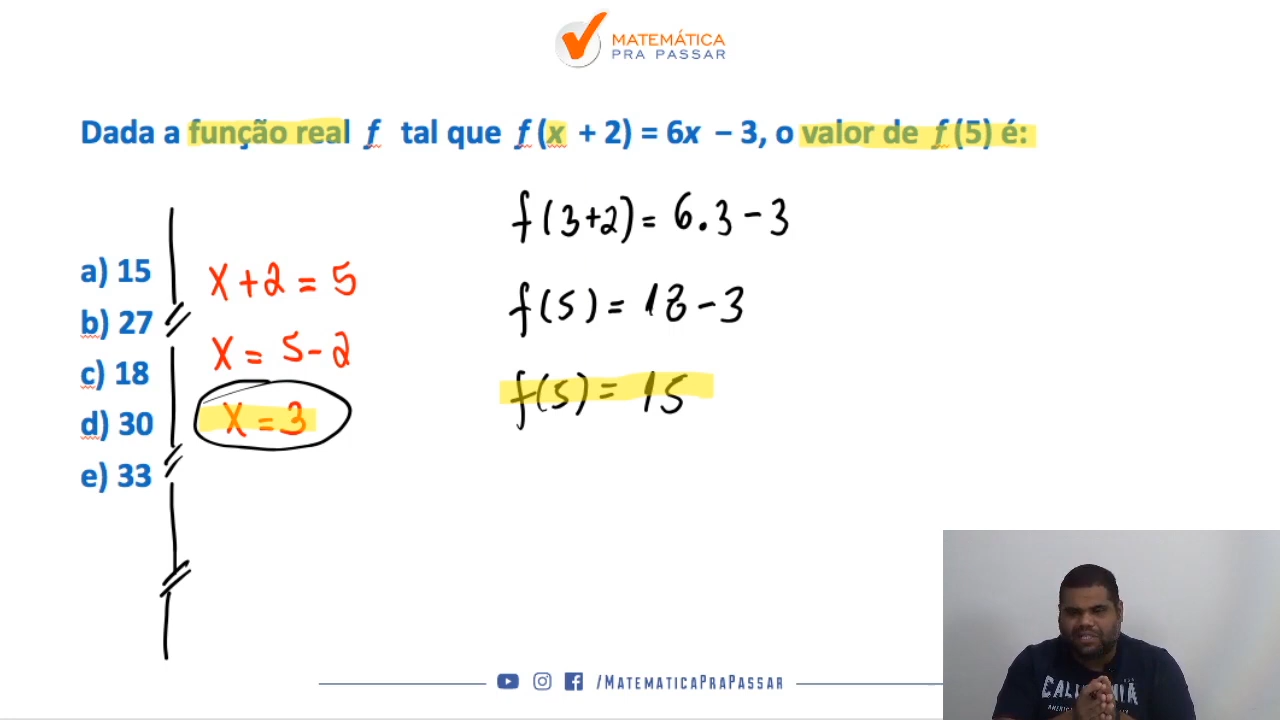 MATEMÁTICA
PRA PASSAR
Dada a função real f tal que f (x + 2) = 6x – 3, o valor de f (5) é:
a) 15
b) 27
c) 18
d) 30
e) 33
x+2 = 5
x = 5-2
x = 3
f(3+2) = 6.3-3
f(5) = 18-3
f(5) = 15
/MATEMATICAPRAPASSAR
CALIFORNIA